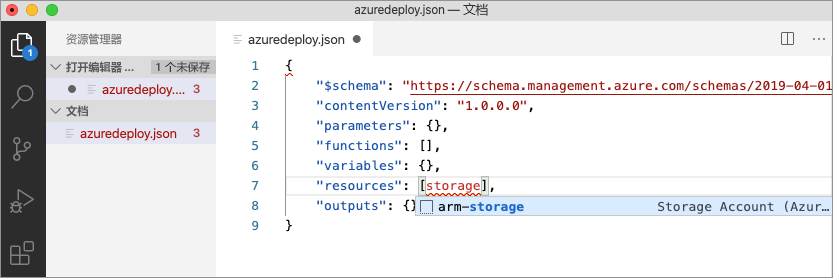 azuredeploy.json — 文档
1
资源管理器
打开编辑器 ... 1 个未保存
azuredeploy.... 3
文档
azuredeploy.json 3
azuredeploy.json
1 {
2 "$schema": "https://schema.management.azure.com/schemas/2019-04-01
3 "contentVersion": "1.0.0.0",
4 "parameters": {},
5 "functions": [],
6 "variables": {},
7 "resources": [storage],
8 "outputs": {}
arm-storage Storage Account (Azur...
9 }